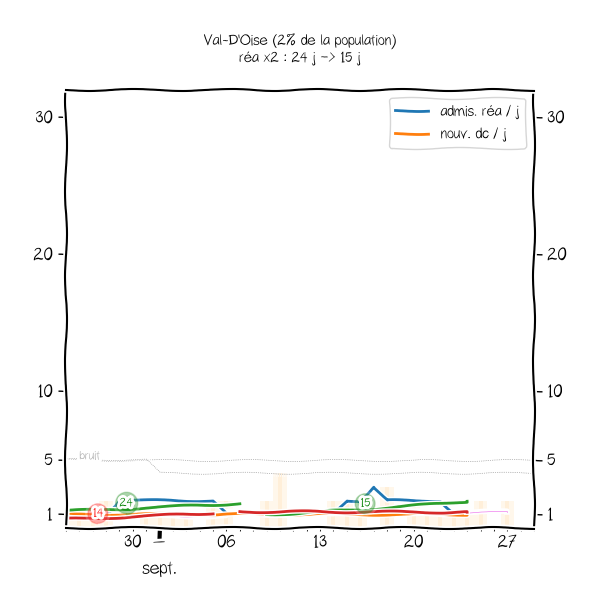 Val-D'Oise (2% de la population)
réa x2 : 24 j -> 15 j
admis. réa / j
nouv. dc / j
30 30
20 20
10 10
5 bruit 5
24 15
1 14 1
30 1 06 13 20 27
sept.